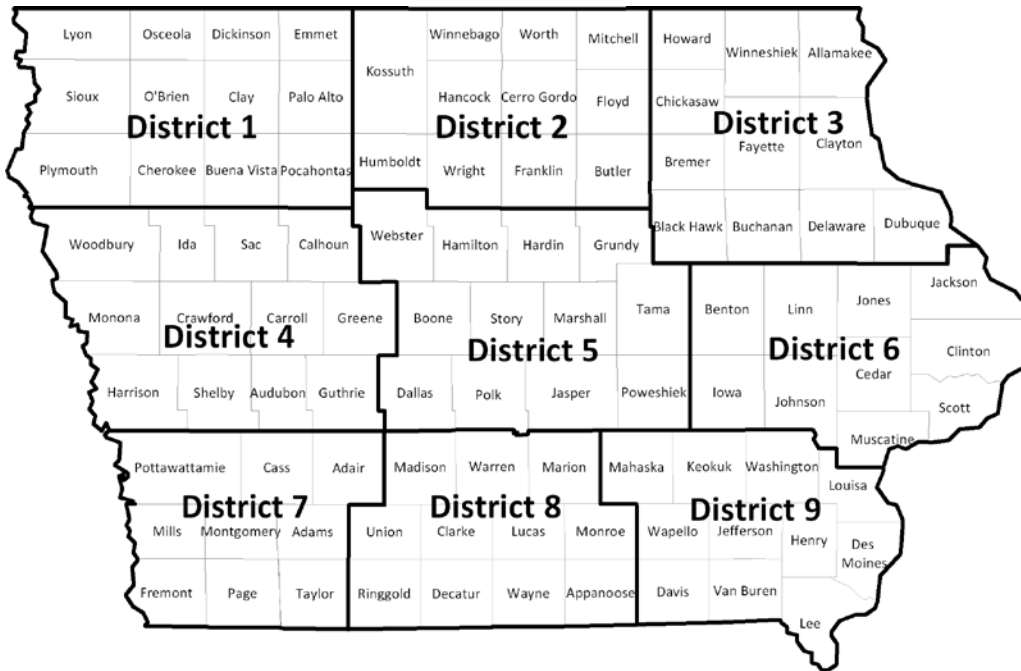 Lyon Osceola Dickinson Emmet
Sioux O'Brien Clay Palo Alto
District 1
Plymouth Cherokee Buena Vista Pocahontas
Winnebago Worth Mitchell
Kossuth
Hancock Cerro Gordo Floyd
District 2
Humboldt Wright Franklin Butler
Howard Winneshiek Allamakee
Chickasaw
District 3
Fayette Clayton
Bremer
Black Hawk Buchanan Delaware Dubuque
Woodbury Ida Sac Calhoun
Monona Crawford Carroll Greene
District 4
Harrison Shelby Audubon Guthrie
Webster Hamilton Hardin Grundy
Boone Story Marshall Tama
District 5
Dallas Polk Jasper Poweshiek
Benton Linn Jones Jackson
District 6
Clinton
Cedar
Iowa Johnson Scott
Muscatine
Pottawattamie Cass Adair
District 7
Mills Montgomery Adams
Fremont Page Taylor
Madison Warren Marion
District 8
Union Clarke Lucas Monroe
Ringgold Decatur Wayne Appanoose
Mahaska Keokuk Washington
Louisa
District 9
Wapello Jefferson Henry
Des
Moines
Davis Van Buren
Lee